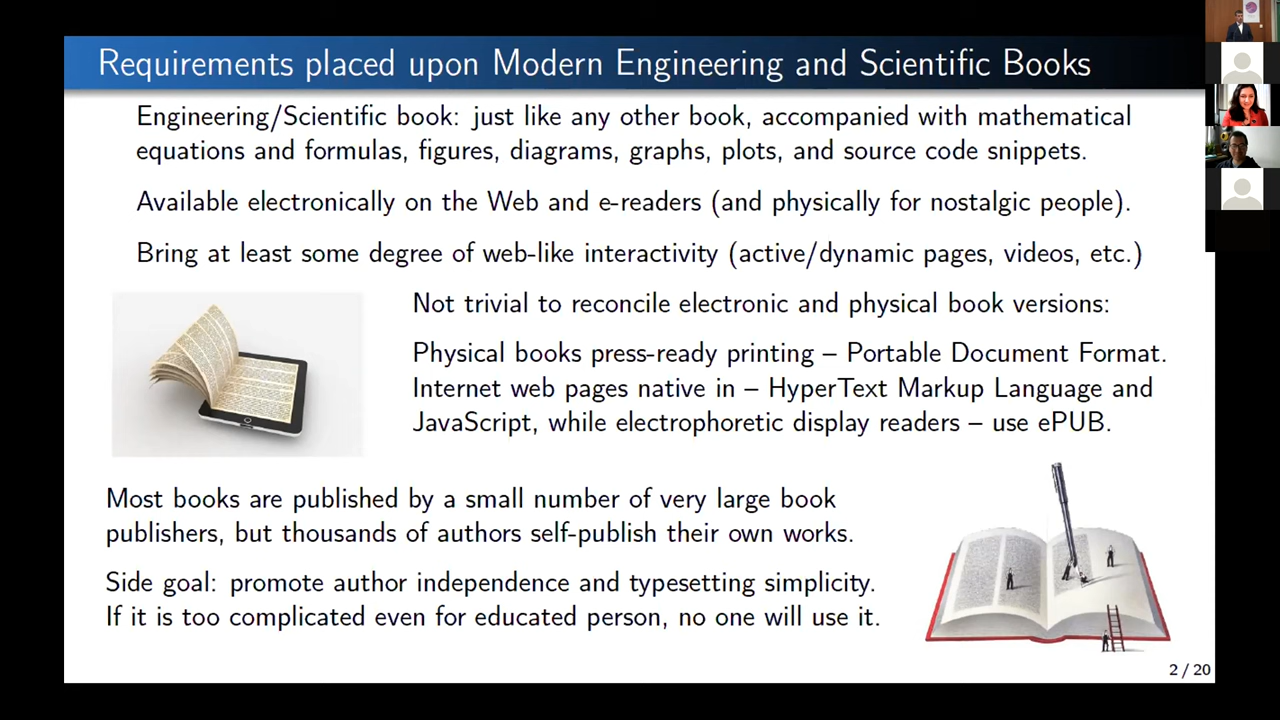 Requirements placed upon Modern Engineering and Scientific Books
Engineering/Scientific book: just like any other book, accompanied with mathematical
equations and formulas, figures, diagrams, graphs, plots, and source code snippets.
Available electronically on the Web and e-readers (and physically for nostalgic people).
Bring at least some degree of web-like interactivity (active/dynamic pages, videos, etc.)
Not trivial to reconcile electronic and physical book versions:
Physical books press-ready printing – Portable Document Format.
Internet web pages native in – HyperText Markup Language and
JavaScript, while electrophoretic display readers – use ePUB.
Most books are published by a small number of very large book
publishers, but thousands of authors self-publish their own works.
Side goal: promote author independence and typesetting simplicity.
If it is too complicated even for educated person, no one will use it.
2 / 20